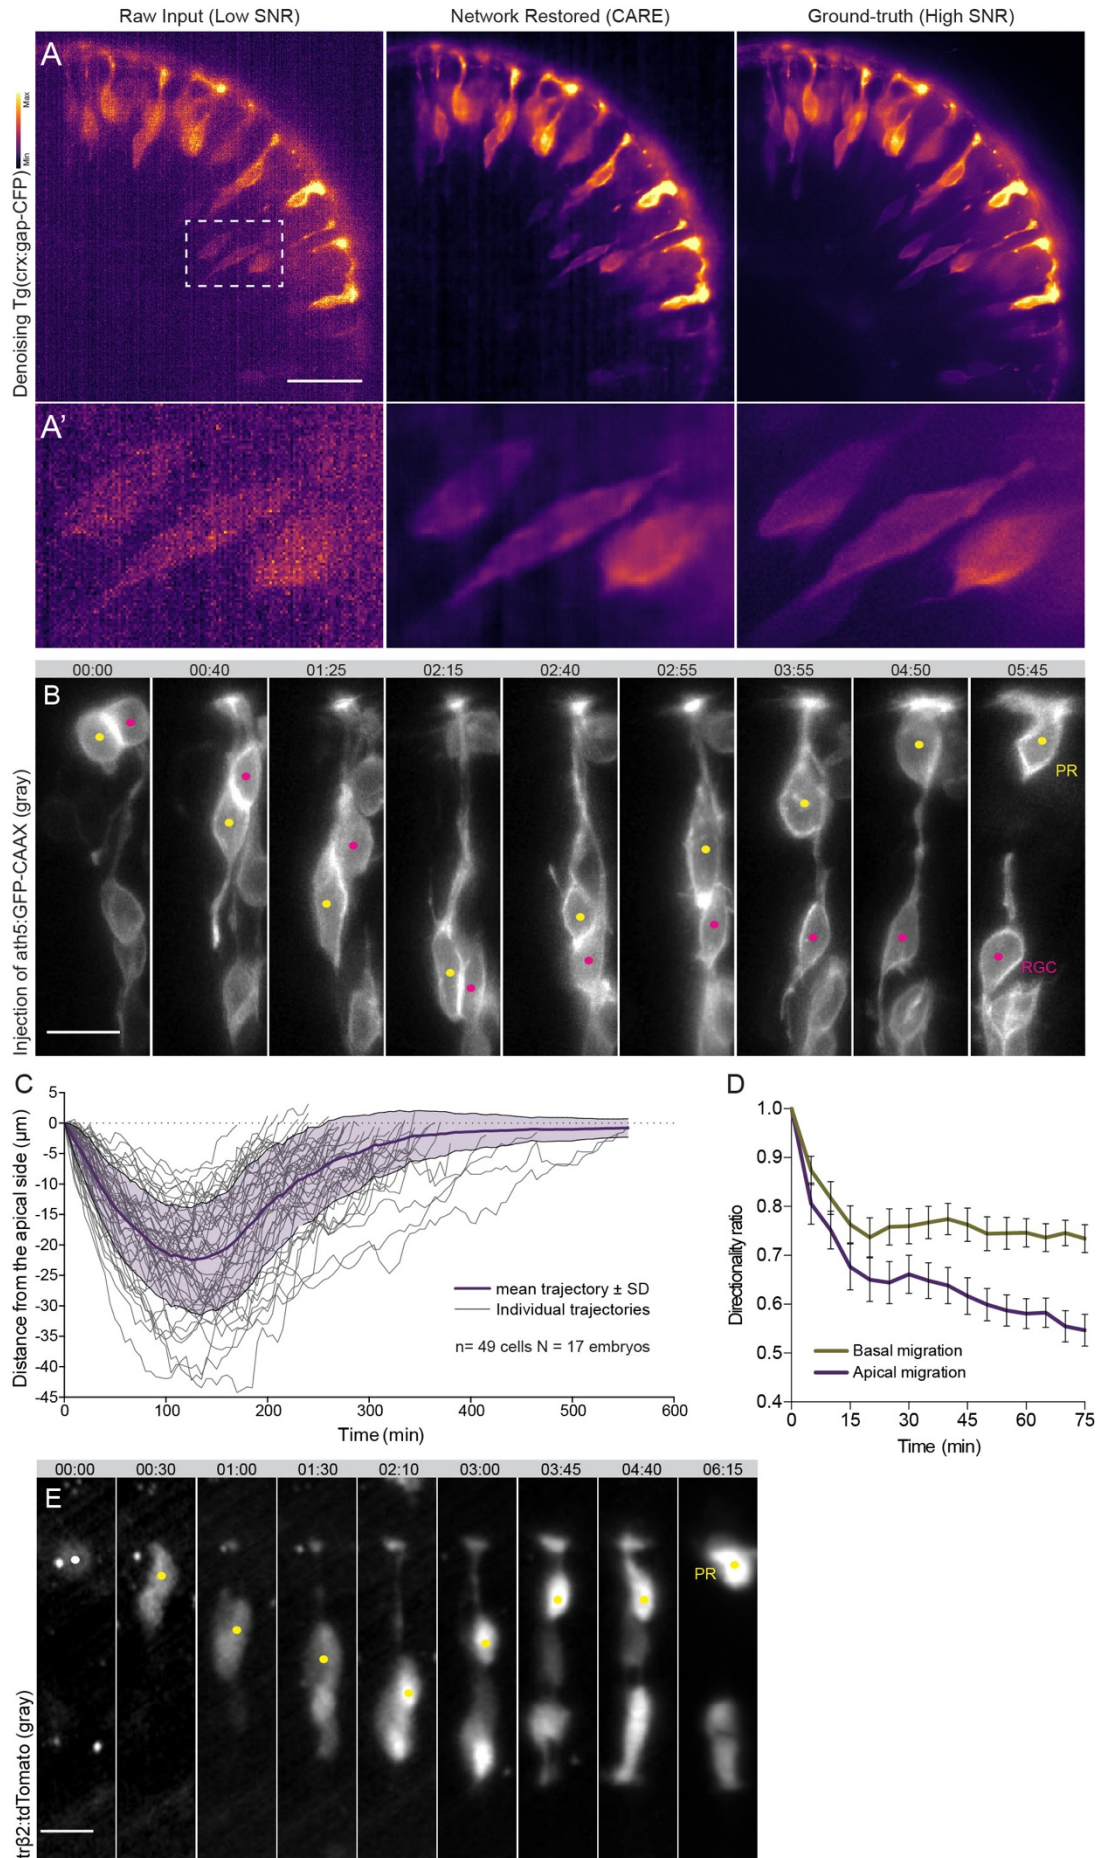 Raw Input (Low SNR) Network Restored (CARE) Ground-truth (High SNR)
A
Denoising Tg(crx:gap-CFP)
Min Max
A'
00:00 00:40 01:25 02:15 02:40 02:55 03:55 04:50 05:45
B
Injection of ath5:GFP-CAAX (gray)
PR
RGC
C
Distance from the apical side (µm)
5
0
-5
-10
-15
-20
-25
-30
-35
-40
-45
mean trajectory ± SD
Individual trajectories
n= 49 cells N = 17 embryos
0 100 200 300 400 500 600
Time (min)
D
Directionality ratio
1.0
0.9
0.8
0.7
0.6
0.5
0.4
Basal migration
Apical migration
0 15 30 45 60 75
Time (min)
00:00 00:30 01:00 01:30 02:10 03:00 03:45 04:40 06:15
E
trβ2:tdTomato (gray)
PR